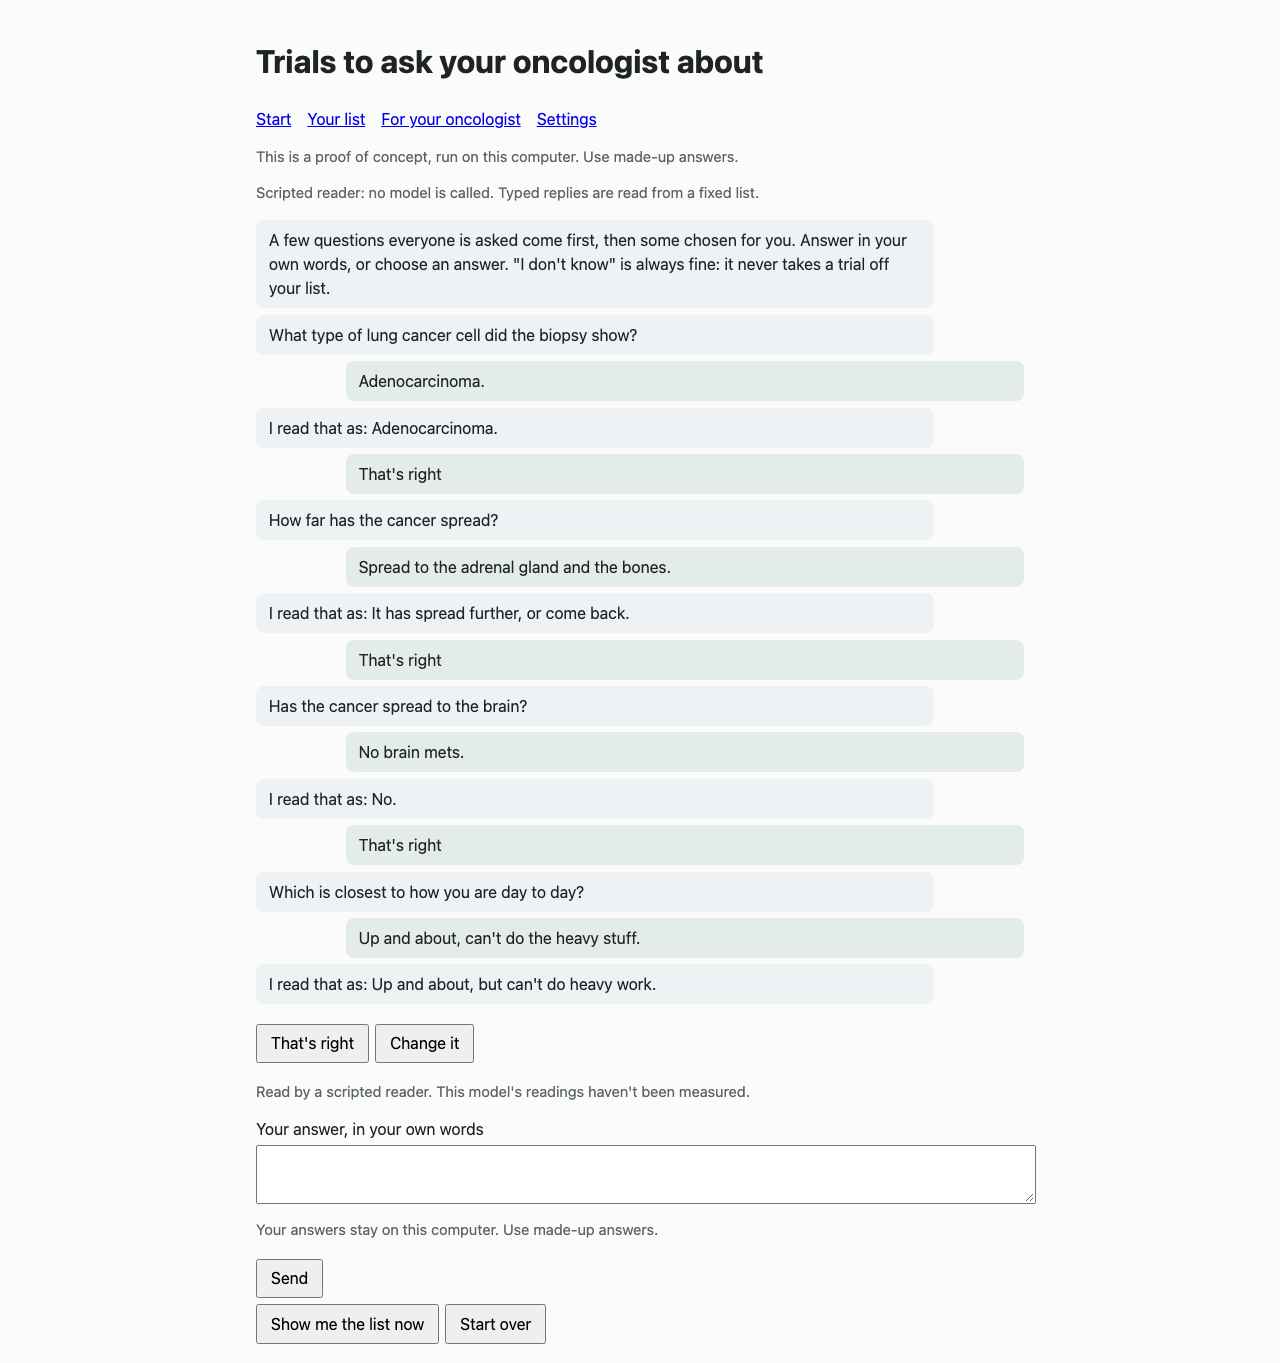 Trials to ask your oncologist about
Start Your list For your oncologist Settings
This is a proof of concept, run on this computer. Use made-up answers.
Scripted reader: no model is called. Typed replies are read from a fixed list.
A few questions everyone is asked come first, then some chosen for you. Answer in your
own words, or choose an answer. "I don't know" is always fine: it never takes a trial off
your list.
What type of lung cancer cell did the biopsy show?
Adenocarcinoma.
I read that as: Adenocarcinoma.
That's right
How far has the cancer spread?
Spread to the adrenal gland and the bones.
I read that as: It has spread further, or come back.
That's right
Has the cancer spread to the brain?
No brain mets.
I read that as: No.
That's right
Which is closest to how you are day to day?
Up and about, can't do the heavy stuff.
I read that as: Up and about, but can't do heavy work.
That's right Change it
Read by a scripted reader. This model's readings haven't been measured.
Your answer, in your own words
Your answers stay on this computer. Use made-up answers.
Send
Show me the list now Start over